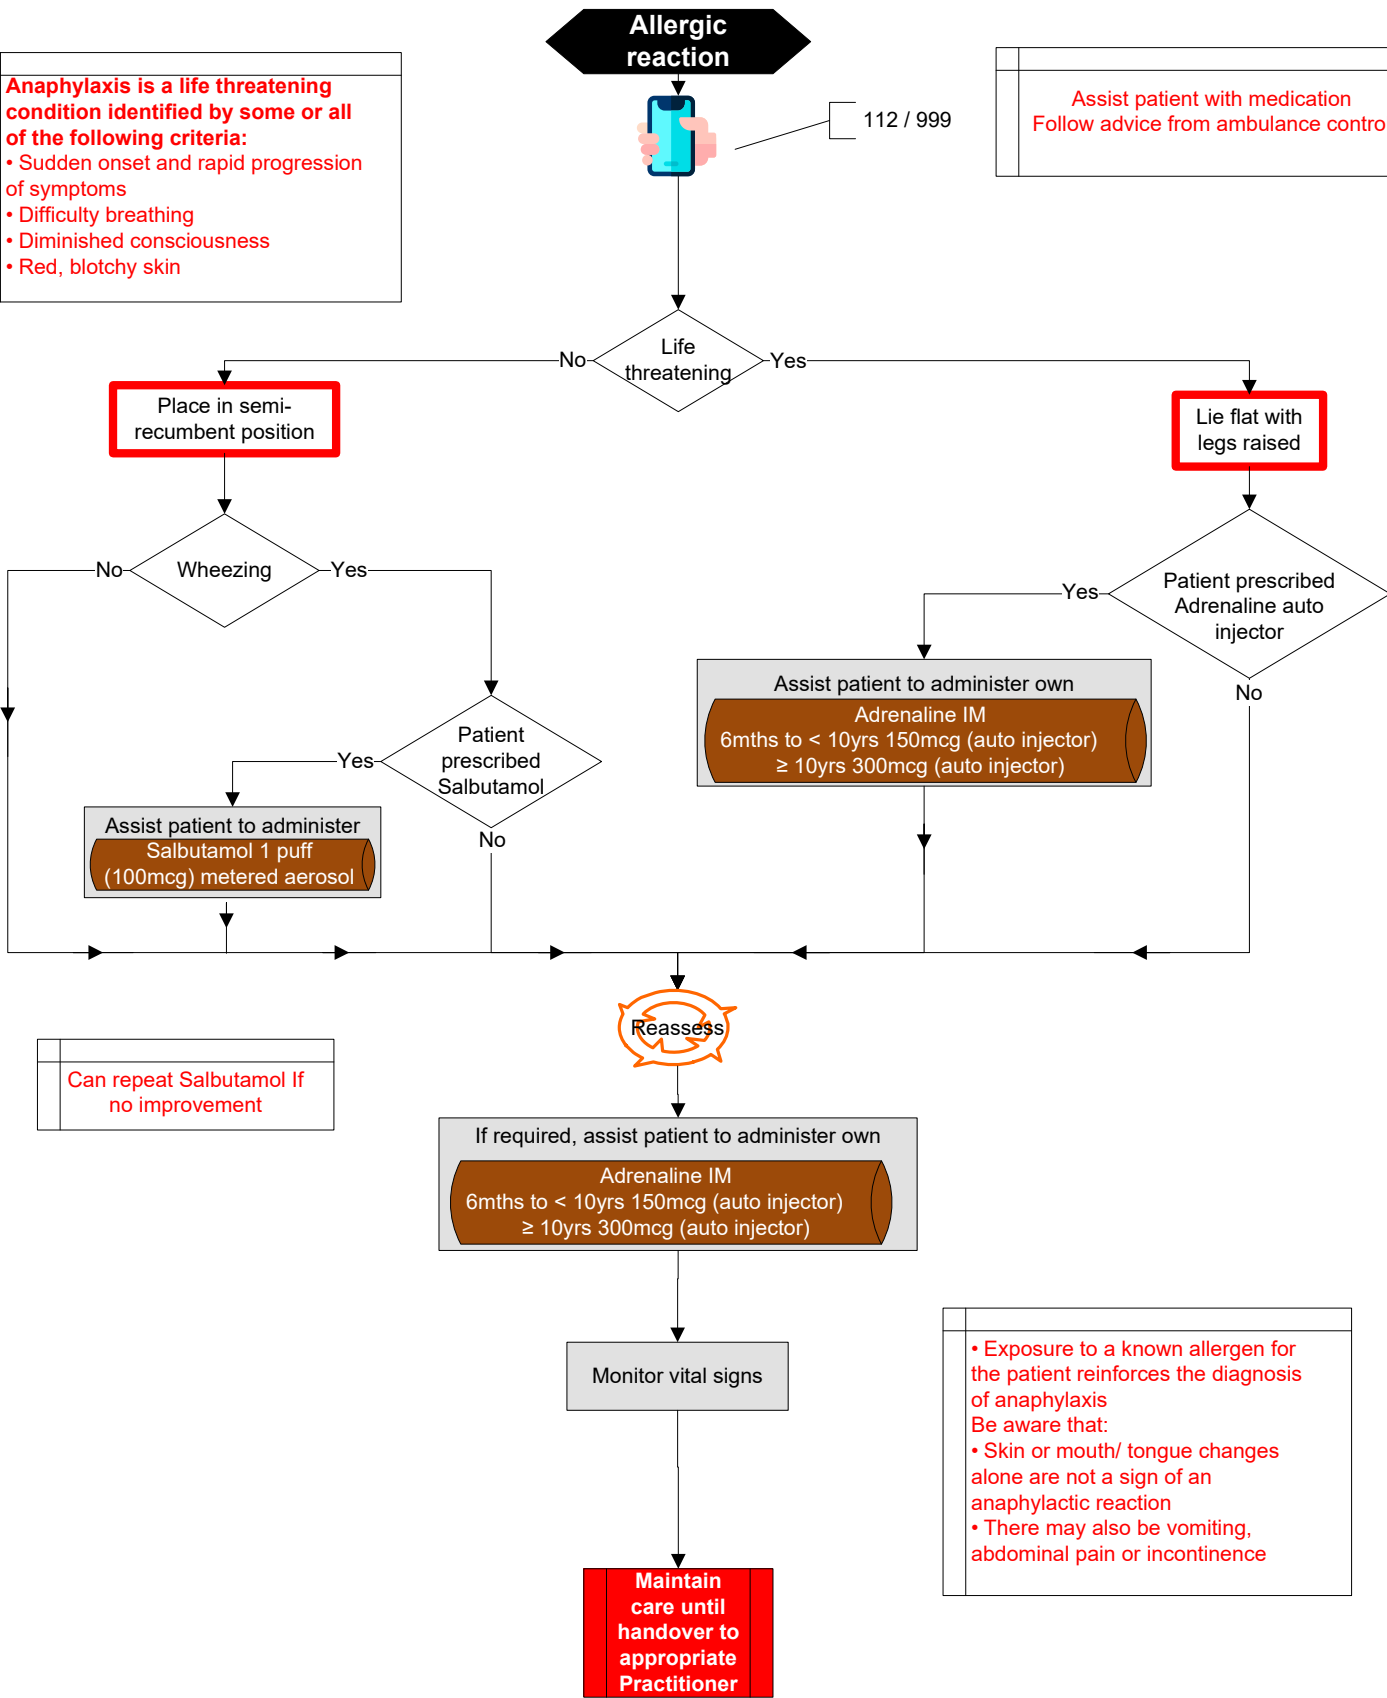 Allergic
reaction
Anaphylaxis is a life threatening
condition identified by some or all
of the following criteria:
• Sudden onset and rapid progression
of symptoms
• Difficulty breathing
• Diminished consciousness
• Red, blotchy skin
112 / 999
Assist patient with medication
Follow advice from ambulance contro
Life
threatening
No
Yes
Place in semi-
recumbent position
Lie flat with
legs raised
Wheezing
No
Yes
Patient prescribed
Adrenaline auto
injector
Yes
No
Assist patient to administer own
Adrenaline IM
6mths to < 10yrs 150mcg (auto injector)
≥ 10yrs 300mcg (auto injector)
Patient
prescribed
Salbutamol
Yes
No
Assist patient to administer
Salbutamol 1 puff
(100mcg) metered aerosol
Reassess
Can repeat Salbutamol If
no improvement
If required, assist patient to administer own
Adrenaline IM
6mths to < 10yrs 150mcg (auto injector)
≥ 10yrs 300mcg (auto injector)
Monitor vital signs
• Exposure to a known allergen for
the patient reinforces the diagnosis
of anaphylaxis
Be aware that:
• Skin or mouth/ tongue changes
alone are not a sign of an
anaphylactic reaction
• There may also be vomiting,
abdominal pain or incontinence
Maintain
care until
handover to
appropriate
Practitioner